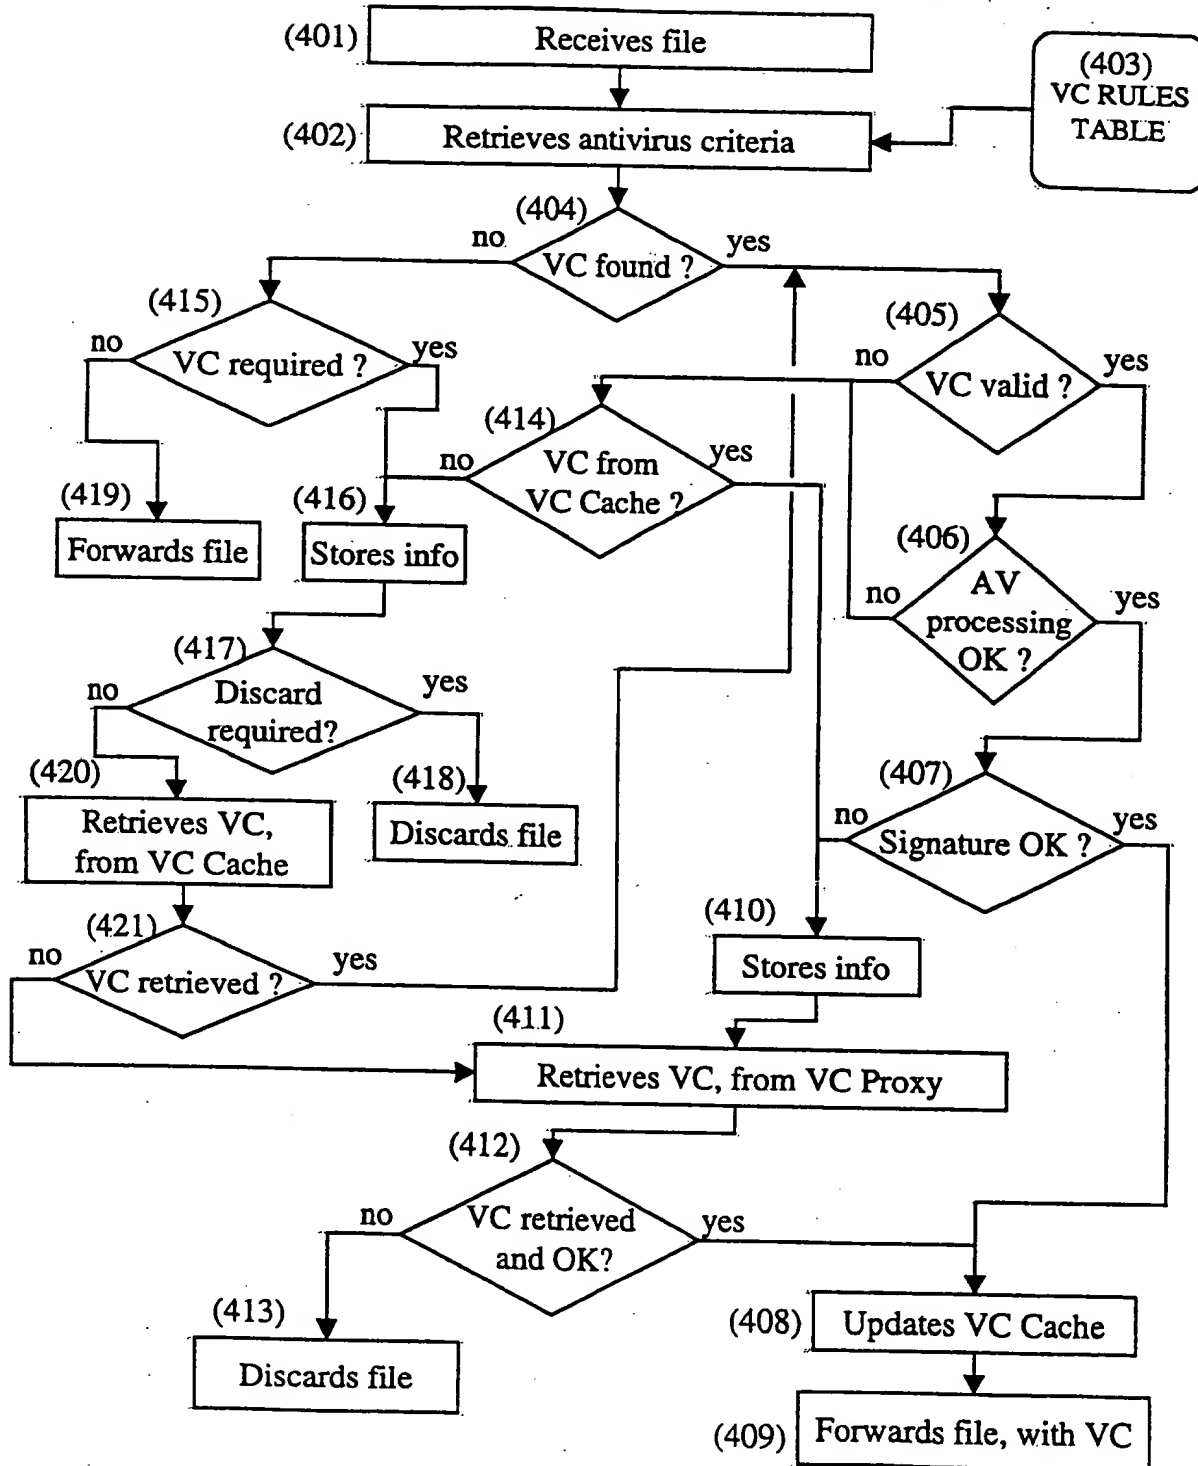 (401)
Receives file
(403)
VC RULES
TABLE
(402)
Retrieves antivirus criteria
(404)
no
VC found ?
yes
(415)
no
VC required ?
yes
(405)
no
VC valid ?
yes
(414)
no
VC from
VC Cache ?
yes
(419)
Forwards file
(416)
Stores info
(406)
no
AV
processing
OK ?
yes
(417)
no
Discard
required?
yes
(420)
Retrieves VC,
from VC Cache
(418)
Discards file
(407)
no
Signature OK ?
yes
(421)
no
VC retrieved ?
yes
(410)
Stores info
(411)
Retrieves VC, from VC Proxy
(412)
no
VC retrieved
and OK?
yes
(413)
Discards file
(408)
Updates VC Cache
(409)
Forwards file, with VC